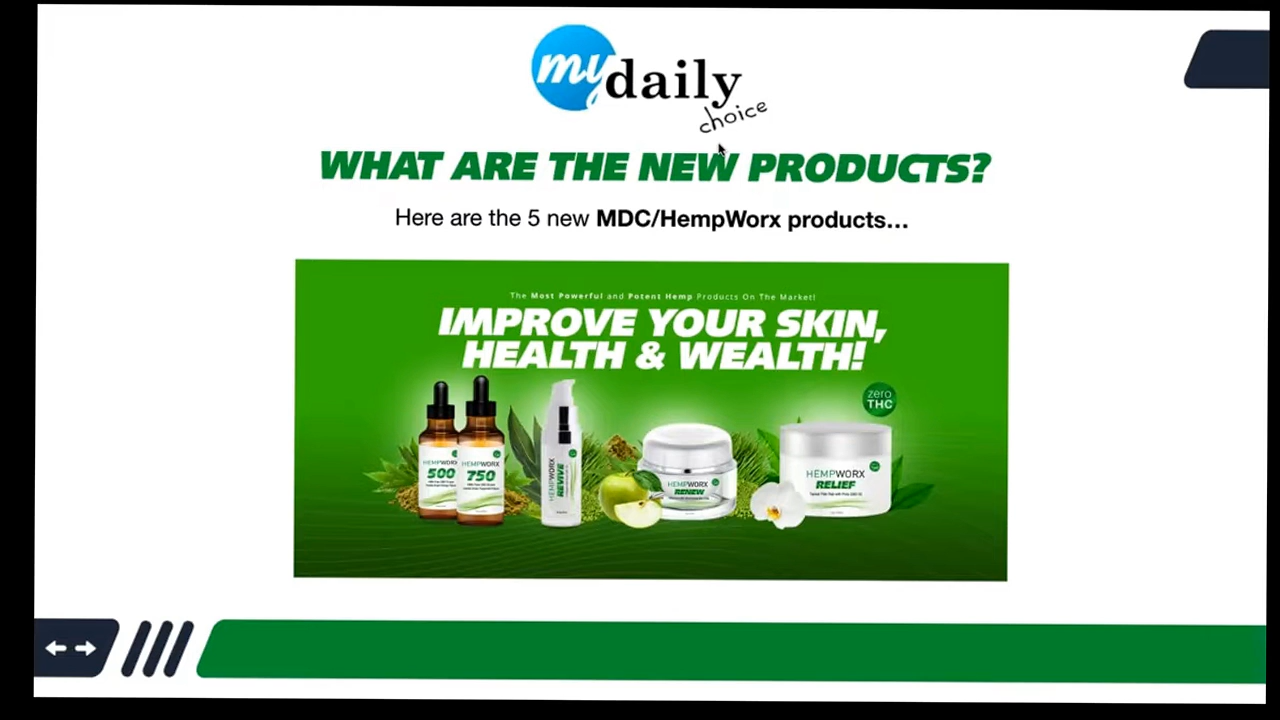 my daily
choice
WHAT ARE THE NEW PRODUCTS?
Here are the 5 new MDC/HempWorx products...
The Most Powerful and Potent Hemp Products On The Market!
IMPROVE YOUR SKIN,
HEALTH & WEALTH!
zero
THC
HEMPWORX
500
HEMPWORX
750
HEMPWORX
REVIVE
HEMPWORX
RENEW
HEMPWORX
RELIEF